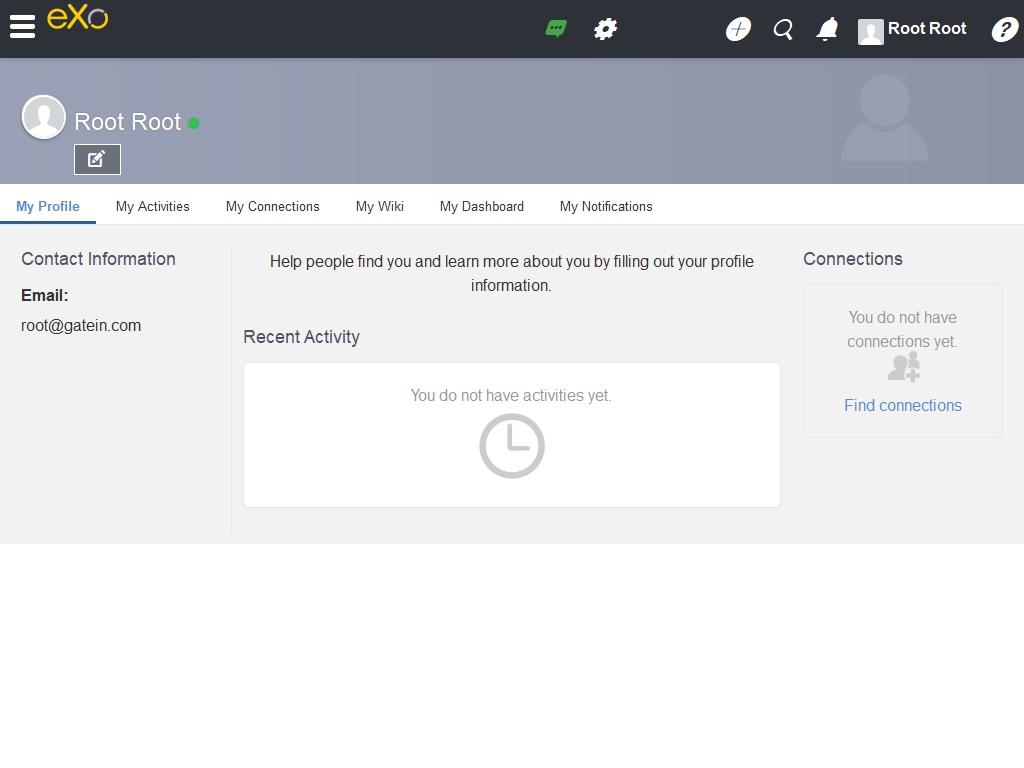 eXo
Root Root
?
Root Root
My Profile
My Activities
My Connections
My Wiki
My Dashboard
My Notifications
Contact Information
Email:
root@gatein.com
Help people find you and learn more about you by filling out your profile
information.
Recent Activity
You do not have activities yet.
Connections
You do not have
connections yet.
Find connections